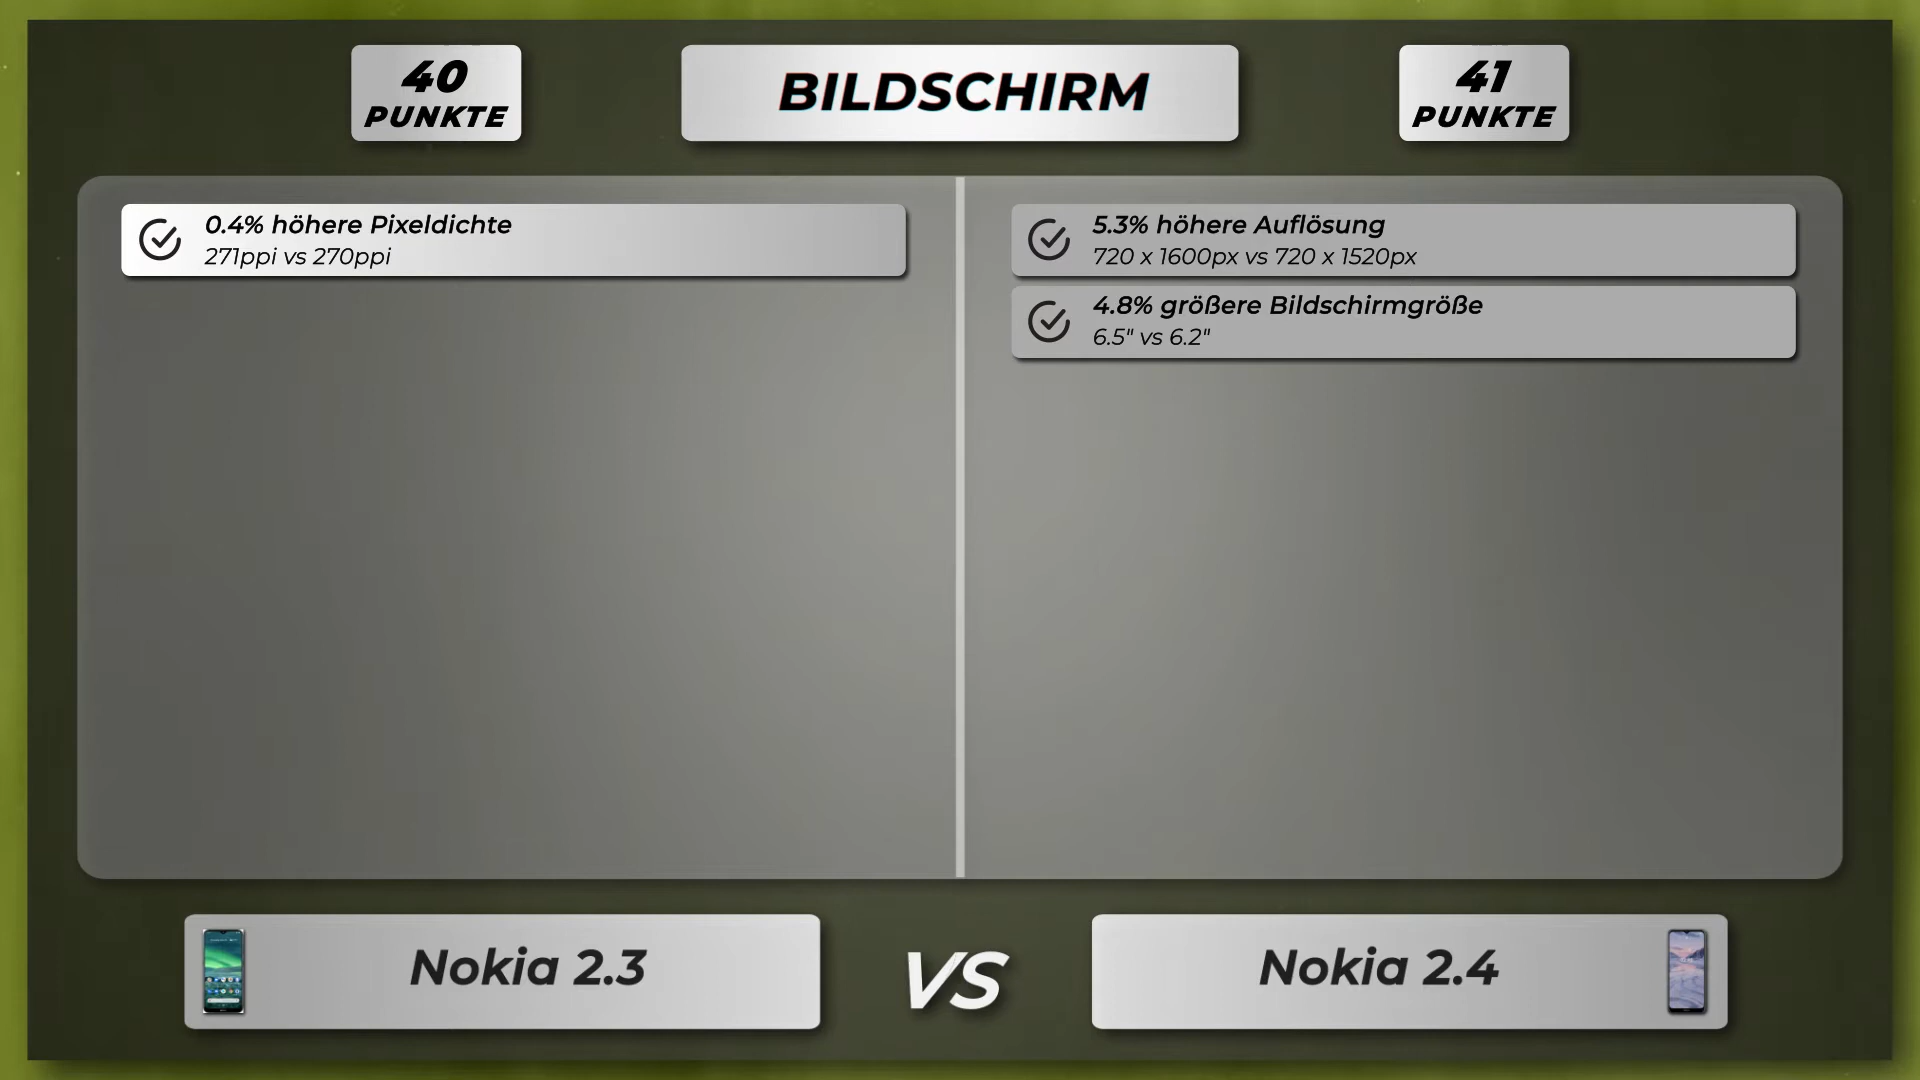 40
PUNKTE
BILDSCHIRM
41
PUNKTE
0.4% höhere Pixeldichte
271ppi vs 270ppi
5.3% höhere Auflösung
720 x 1600px vs 720 x 1520px
4.8% größere Bildschirmgröße
6.5" vs 6.2"
Nokia 2.3
VS
Nokia 2.4